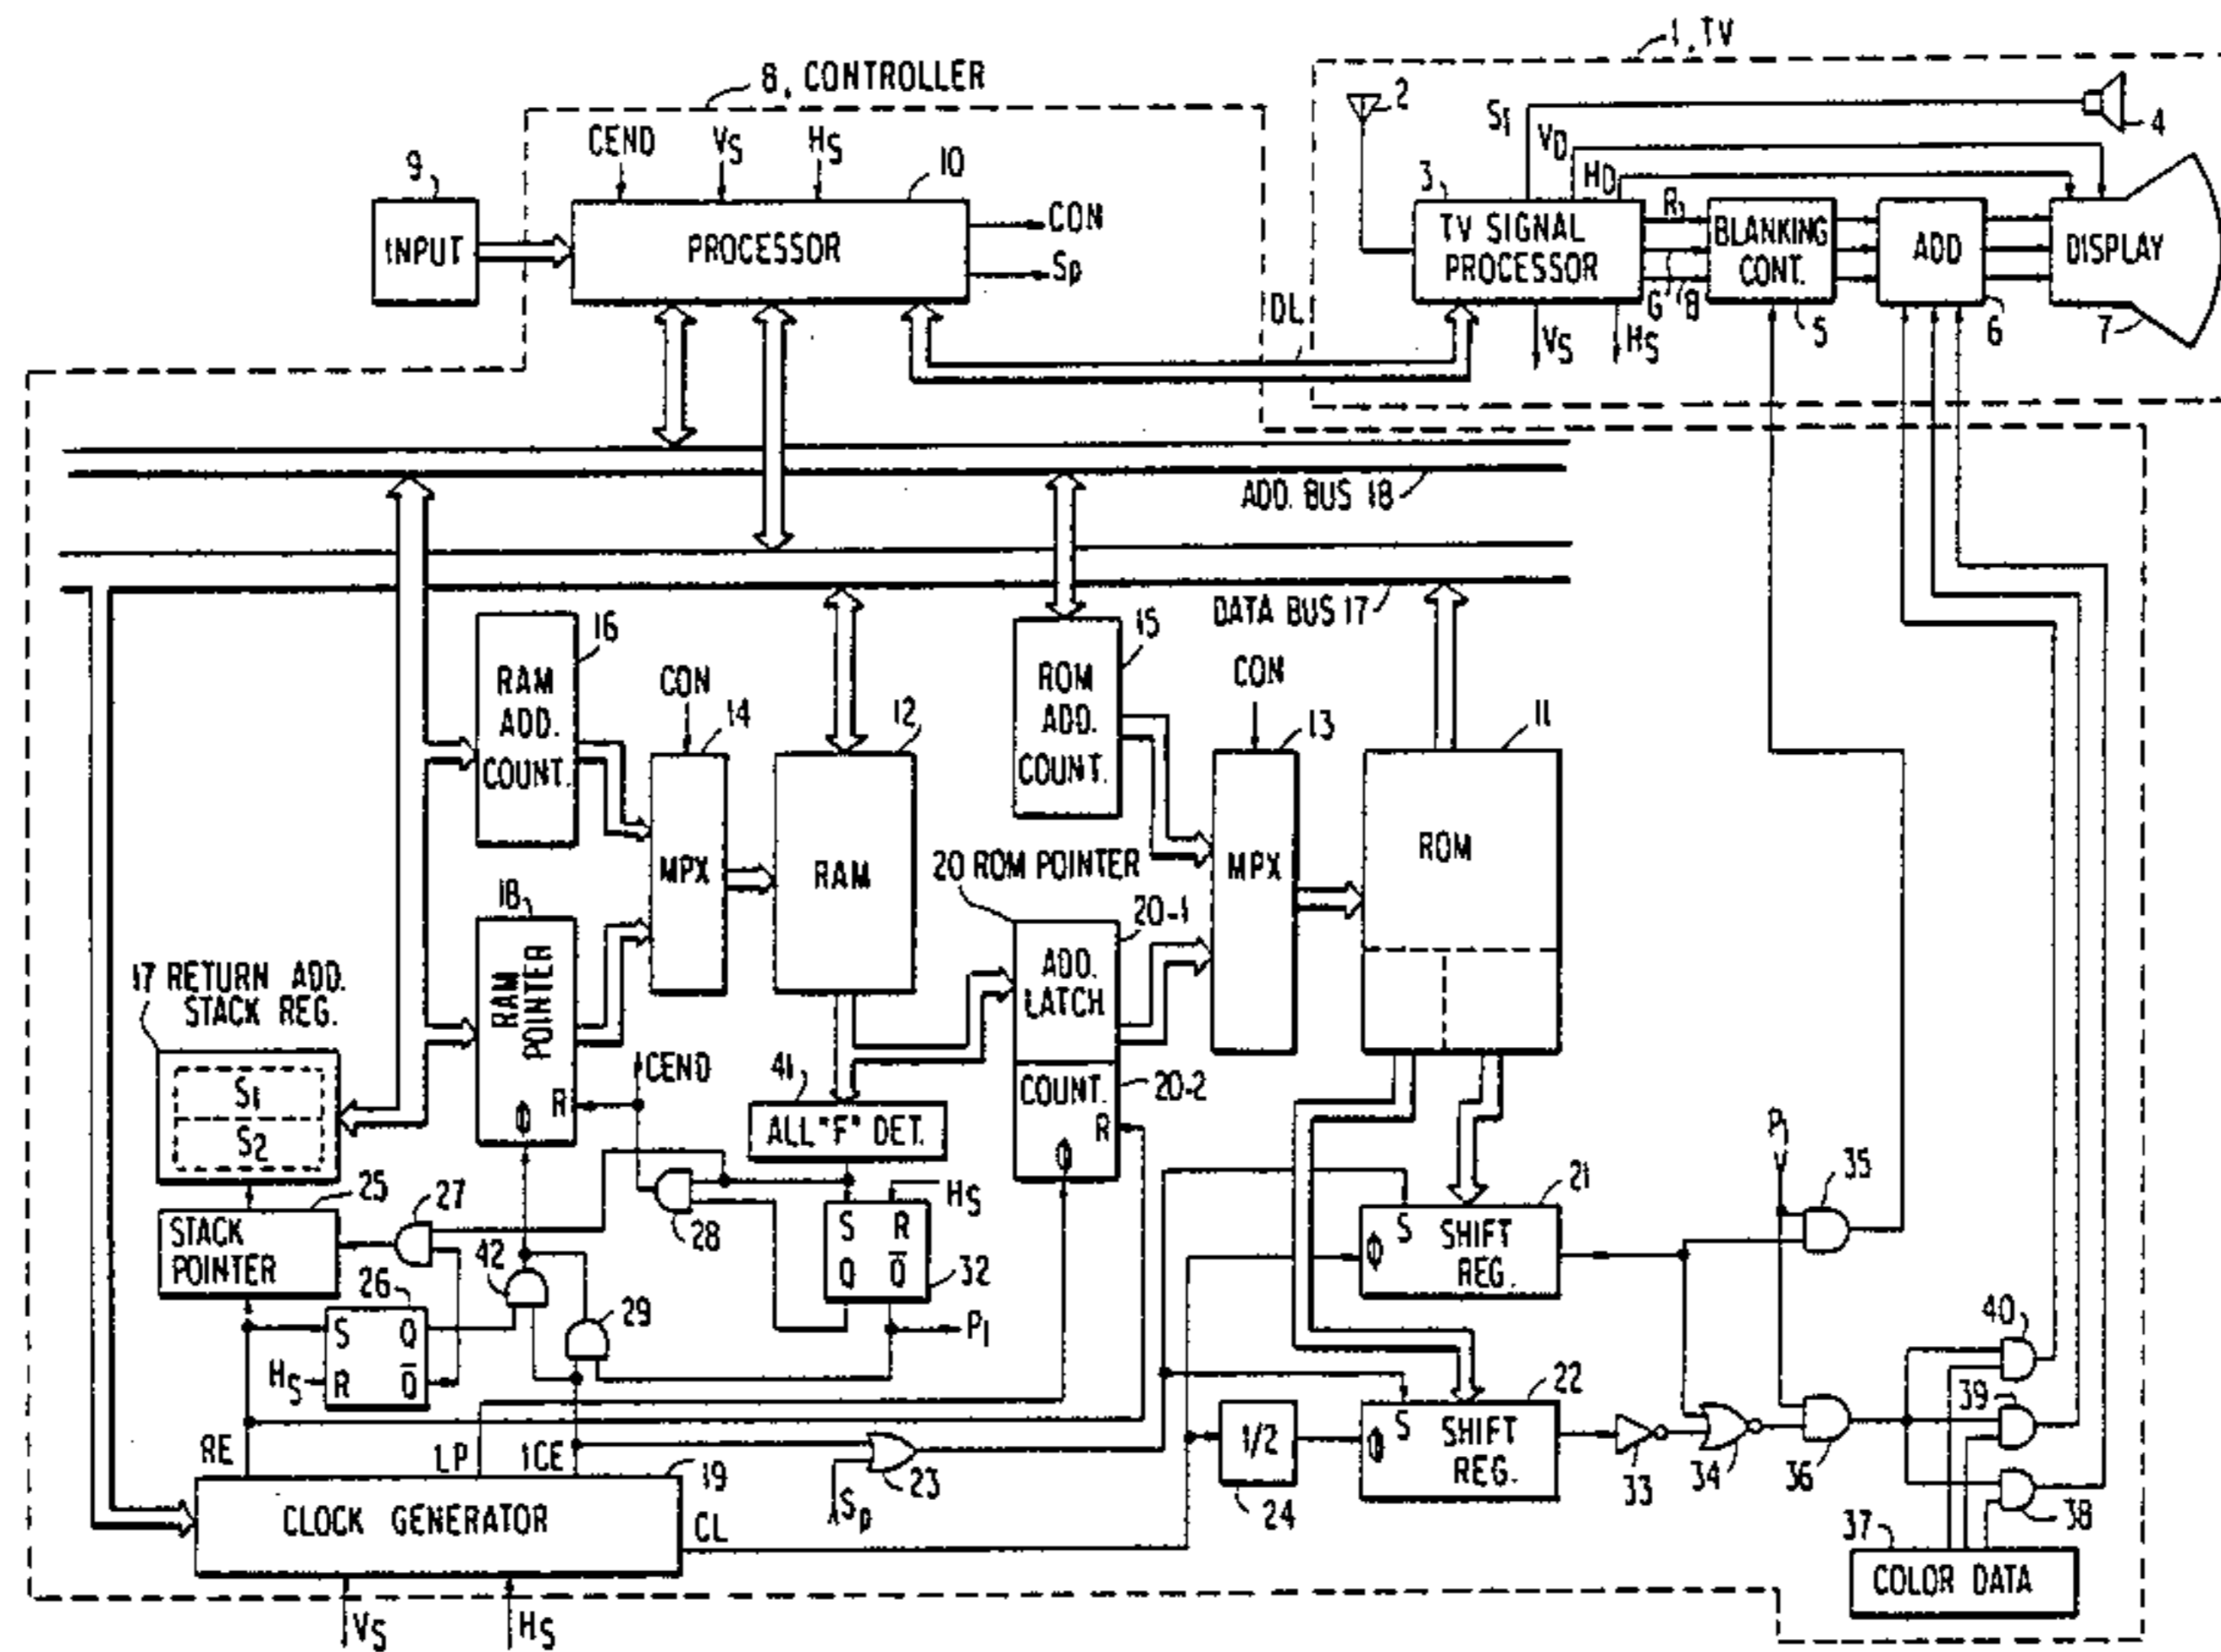 1, TV
8, CONTROLLER
2
S1
VD
HD
4
CEND
VS
HS
10
9
INPUT
PROCESSOR
CON
SP
3
TV SIGNAL
PROCESSOR
R
G
B
BLANKING
CONT.
5
ADD
6
DISPLAY
7
DL
VS
HS
ADD. BUS 18
DATA BUS 17
16
RAM
ADD.
COUNT.
CON
14
MPX
12
RAM
15
ROM
ADD.
COUNT.
CON
13
MPX
11
ROM
20 ROM POINTER
20-1
ADD.
LATCH
COUNT.
20-2
R
Φ
18
RAM
POINTER
R
Φ
17 RETURN ADD.
STACK REG.
S1
S2
CEND
41
ALL "F" DET.
25
STACK
POINTER
27
28
HS
S R
Q Q̅
32
P1
42
26
S Q
R Q̅
HS
29
21
S
Φ
SHIFT
REG.
22
S
Φ
SHIFT
REG.
P1
35
33
34
36
40
39
38
RE
LP
1CE
19
CLOCK GENERATOR
CL
23
SP
1/2
24
37
COLOR DATA
VS
HS